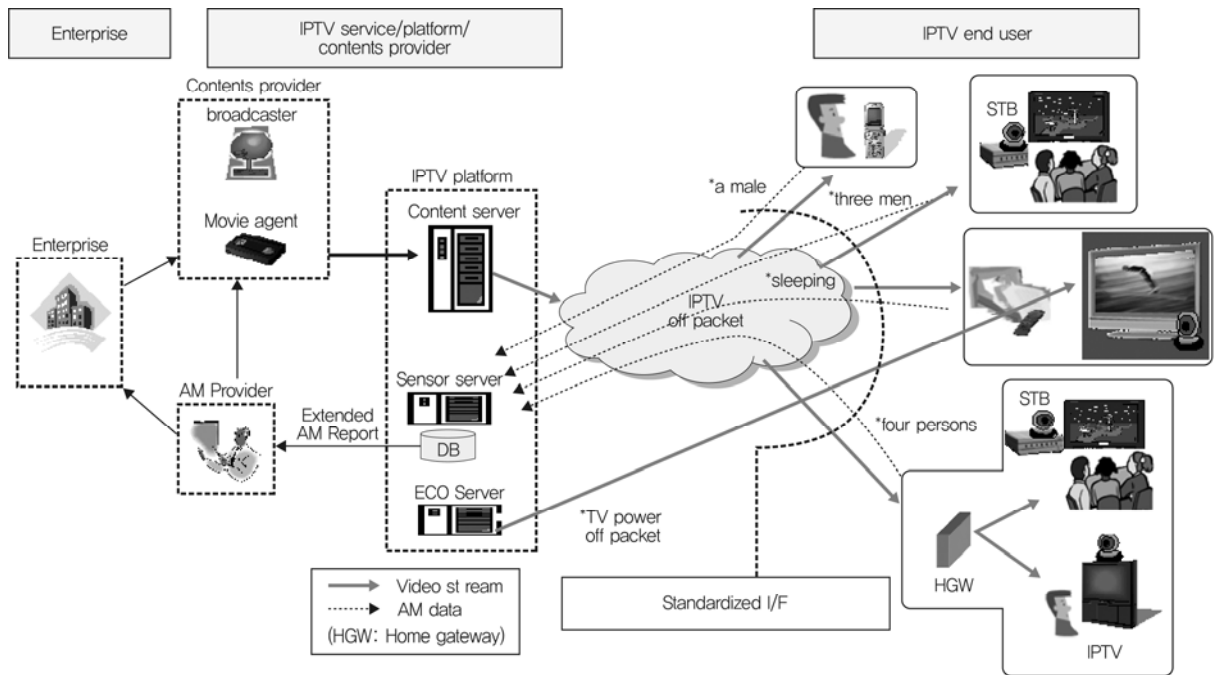 Enterprise
IPTV service/platform/
contents provider
IPTV end user
Contents provider
broadcaster
Movie agent
Enterprise
AM Provider
Extended
AM Report
IPTV platform
Content server
Sensor server
DB
ECO Server
IPTV
off packet
*a male
*three men
*sleeping
*four persons
*TV power
off packet
STB
STB
HGW
IPTV
Video st ream
AM data
(HGW: Home gateway)
Standardized I/F